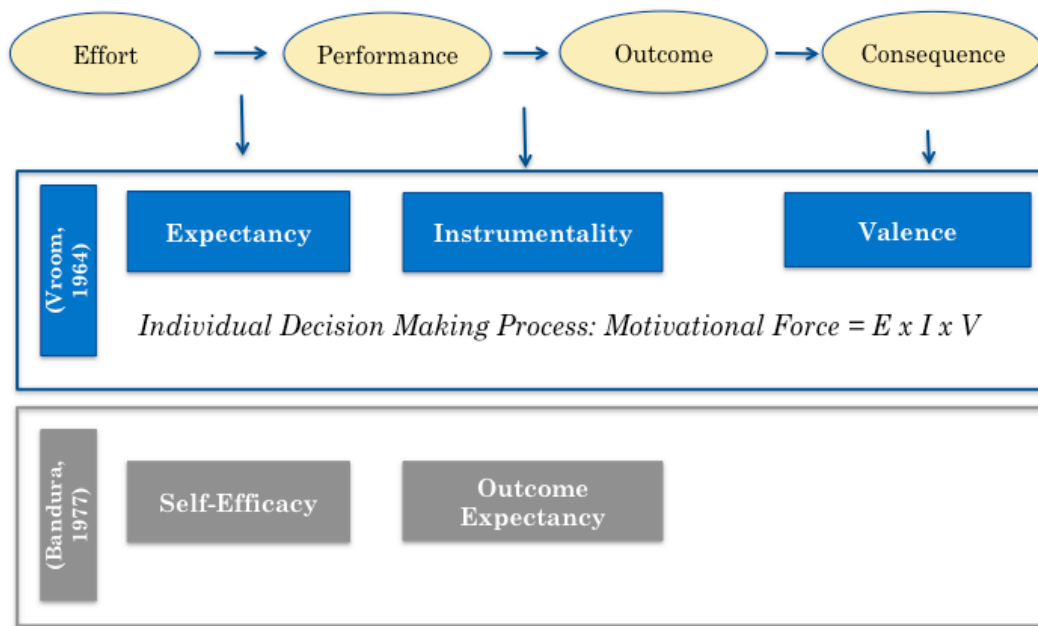 Effort
Performance
Outcome
Consequence
(Vroom,
1964)
Expectancy
Instrumentality
Valence
Individual Decision Making Process: Motivational Force = E x I x V
(Bandura,
1977)
Self-Efficacy
Outcome
Expectancy